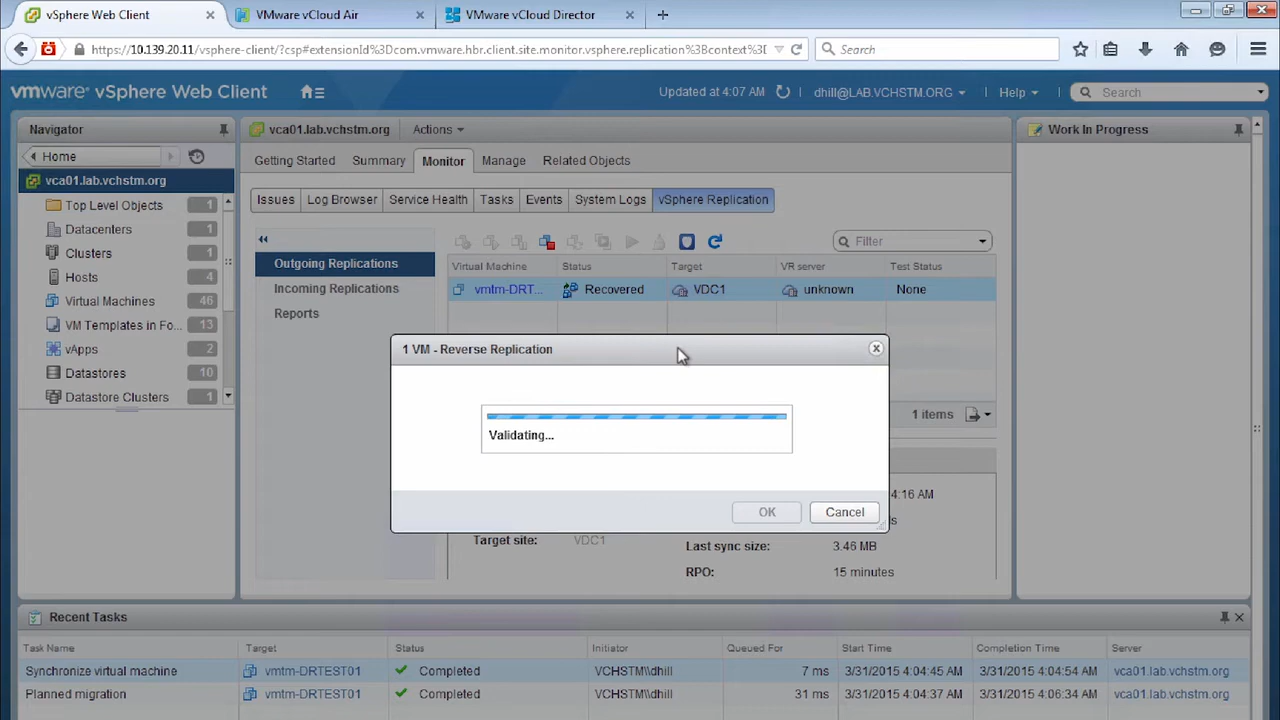 vSphere Web Client
VMware vCloud Air
VMware vCloud Director
https://10.139.20.11/vsphere-client/?csp#extensionId%3Dcom.vmware.hbr.client.site.monitor.vsphere.replication%3Bcontext%3D
Search
vmware® vSphere Web Client
Updated at 4:07 AM
dhill@LAB.VCHSTM.ORG
Help
Search
Navigator
Home
vca01.lab.vchstm.org
Top Level Objects 1
Datacenters 1
Clusters 1
Hosts 4
Virtual Machines 46
VM Templates in Fo... 13
vApps 2
Datastores 10
Datastore Clusters 1
vca01.lab.vchstm.org
Actions
Getting Started Summary Monitor Manage Related Objects
Issues Log Browser Service Health Tasks Events System Logs vSphere Replication
Outgoing Replications
Incoming Replications
Reports
Filter
Virtual Machine Status Target VR server Test Status
vmtm-DRT... Recovered VDC1 unknown None
1 items
1 VM - Reverse Replication
Validating...
OK Cancel
4:16 AM
Target site: VDC1
Last sync size: 3.46 MB
RPO: 15 minutes
Work In Progress
Recent Tasks
Task Name Target Status Initiator Queued For Start Time Completion Time Server
Synchronize virtual machine vmtm-DRTEST01 Completed VCHSTM\\dhill 7 ms 3/31/2015 4:04:45 AM 3/31/2015 4:04:54 AM vca01.lab.vchstm.org
Planned migration vmtm-DRTEST01 Completed VCHSTM\\dhill 31 ms 3/31/2015 4:04:37 AM 3/31/2015 4:06:34 AM vca01.lab.vchstm.org